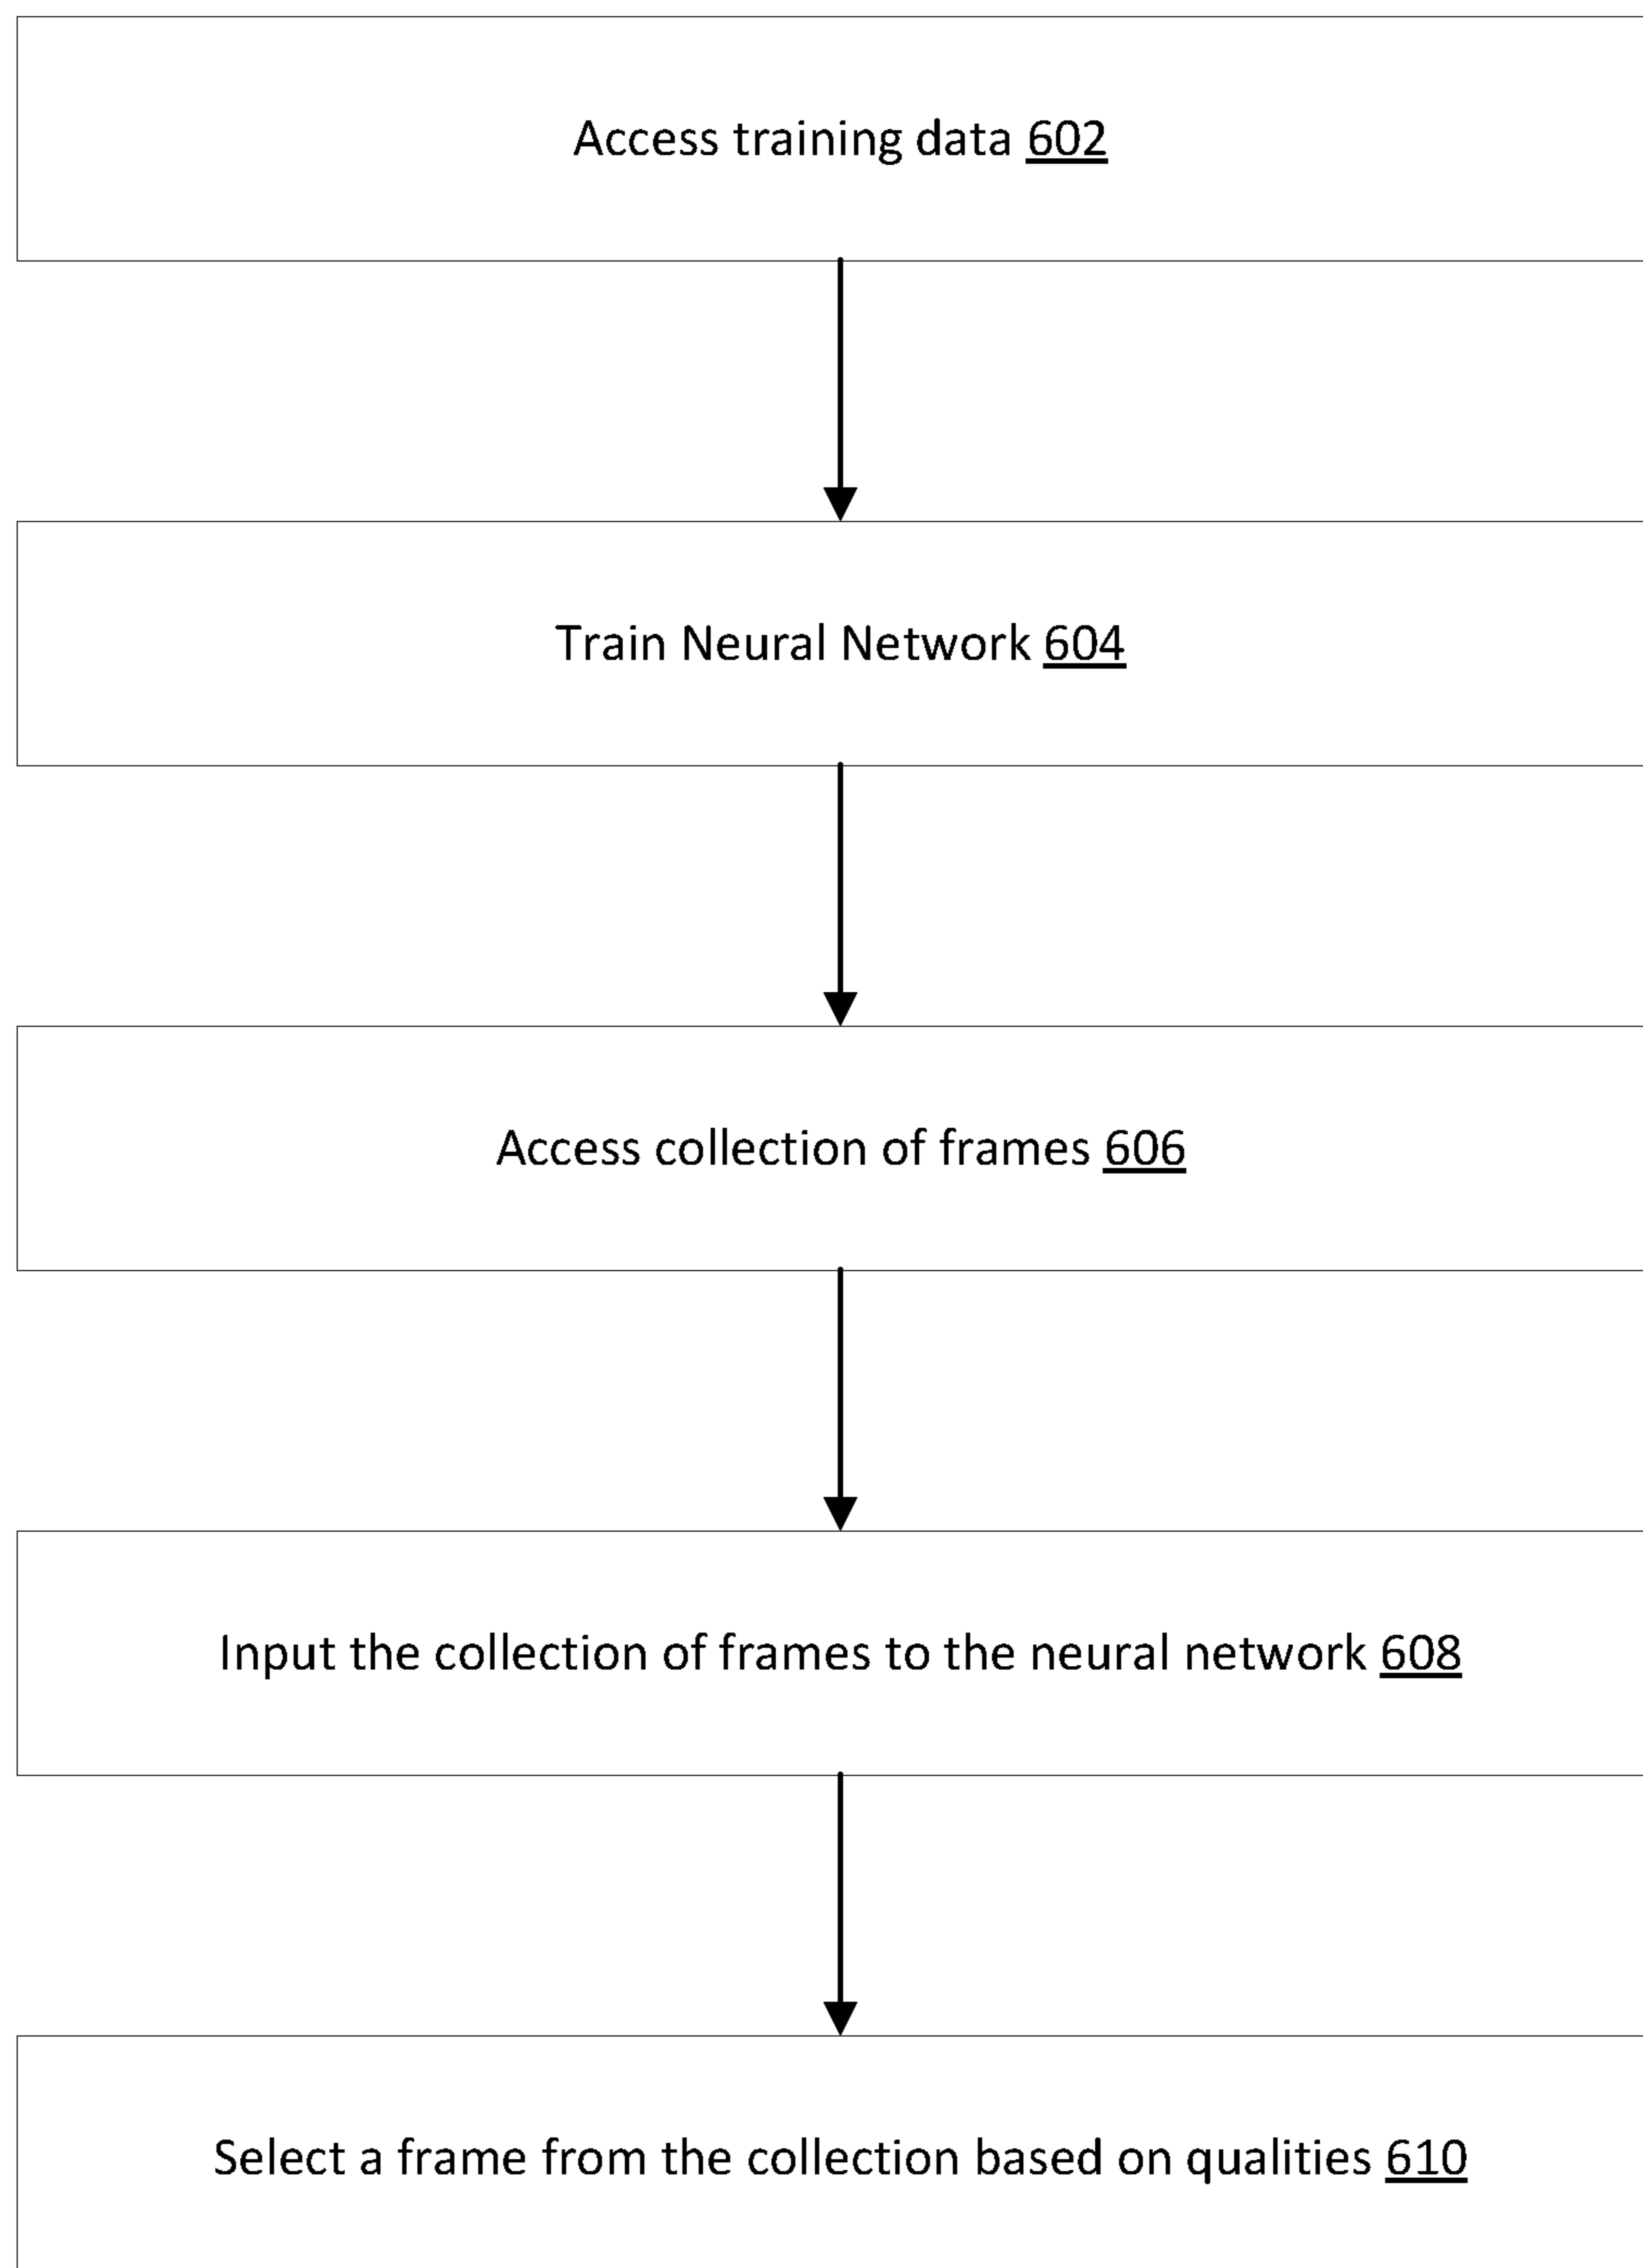 Access training data 602
Train Neural Network 604
Access collection of frames 606
Input the collection of frames to the neural network 608
Select a frame from the collection based on qualities 610